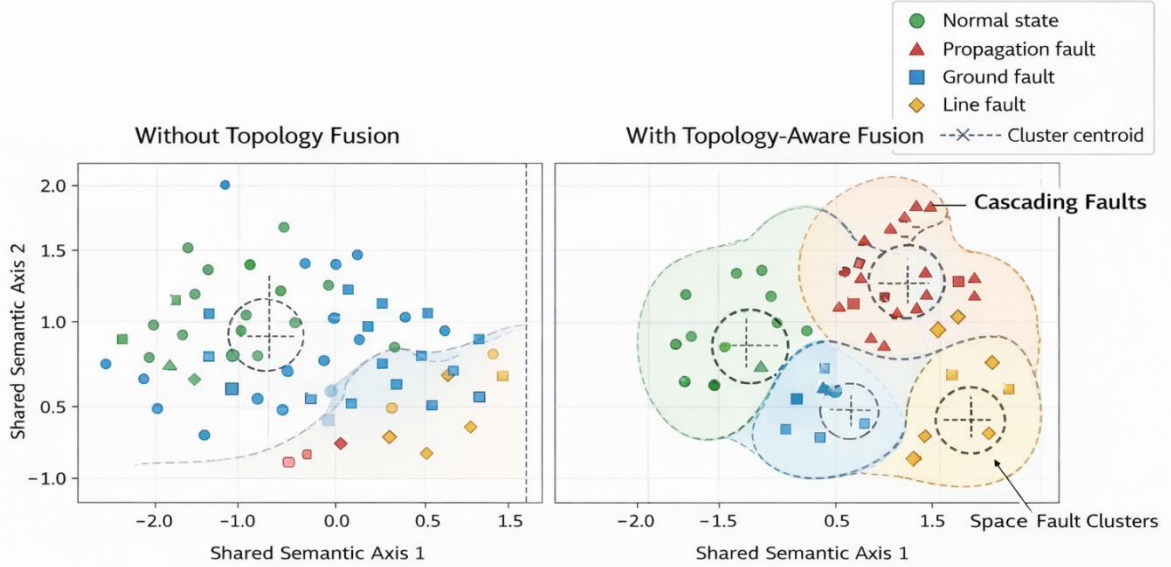 Normal state
Propagation fault
Ground fault
Line fault
Cluster centroid
Without Topology Fusion
With Topology-Aware Fusion
Cascading Faults
Shared Semantic Axis 2
2.0
1.5
1.0
0.5
−1.0
−2.0 −1.0 0.0 0.5 1.5
−2.0 −1.5 0.5 1.5
Space Fault Clusters
Shared Semantic Axis 1
Shared Semantic Axis 1